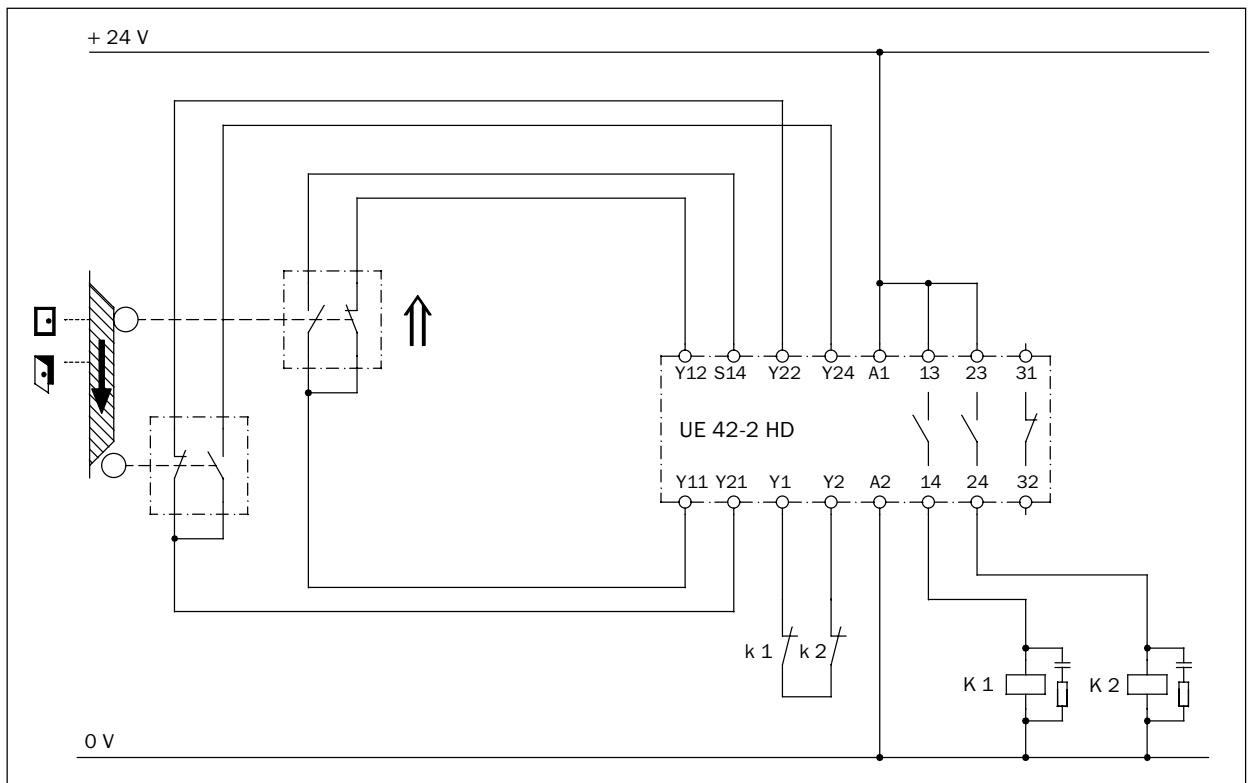 + 24 V
Y12 S14 Y22 Y24 A1 13 23 31
UE 42-2 HD
Y11 Y21 Y1 Y2 A2 14 24 32
k 1 k 2
K 1 K 2
0 V